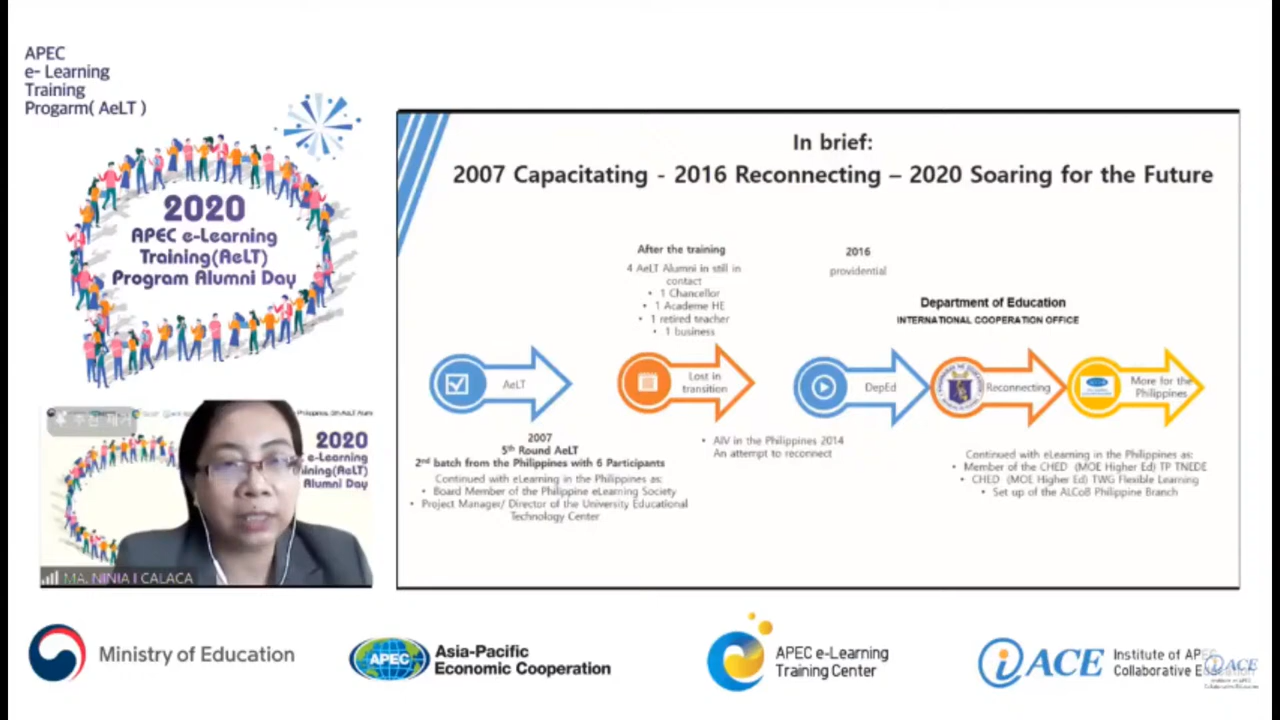 APEC
e- Learning
Training
Progarm( AeLT )
2020
APEC e-Learning
Training(AeLT)
Program Alumni Day
In brief:
2007 Capacitating - 2016 Reconnecting – 2020 Soaring for the Future
After the training
4 AeLT Alumni in still in
contact
• 1 Chancellor
• 1 Academe HE
• 1 retired teacher
• 1 business
2016
providential
Department of Education
INTERNATIONAL COOPERATION OFFICE
AeLT
Lost in
transition
DepEd
Reconnecting
More for the
Philippines
2007
5th Round AeLT
2nd batch from the Philippines with 6 Participants
Continued with eLearning in the Philippines as:
• Board Member of the Philippine eLearning Society
• Project Manager/ Director of the University Educational
Technology Center
• AIV in the Philippines 2014
An attempt to reconnect
Continued with eLearning in the Philippines as:
• Member of the CHED (MOE Higher Ed) TP TNEDE
• CHED (MOE Higher Ed) TWG Flexible Learning
• Set up of the ALCoB Philippine Branch
Philippines, 5th AeLT Alumni
2020
e-Learning
ining(AeLT)
Alumni Day
MA. NINIA I CALACA
Ministry of Education
APEC
Asia-Pacific
Economic Cooperation
APEC e-Learning
Training Center
iACE
Institute of APEC
Collaborative
iACE